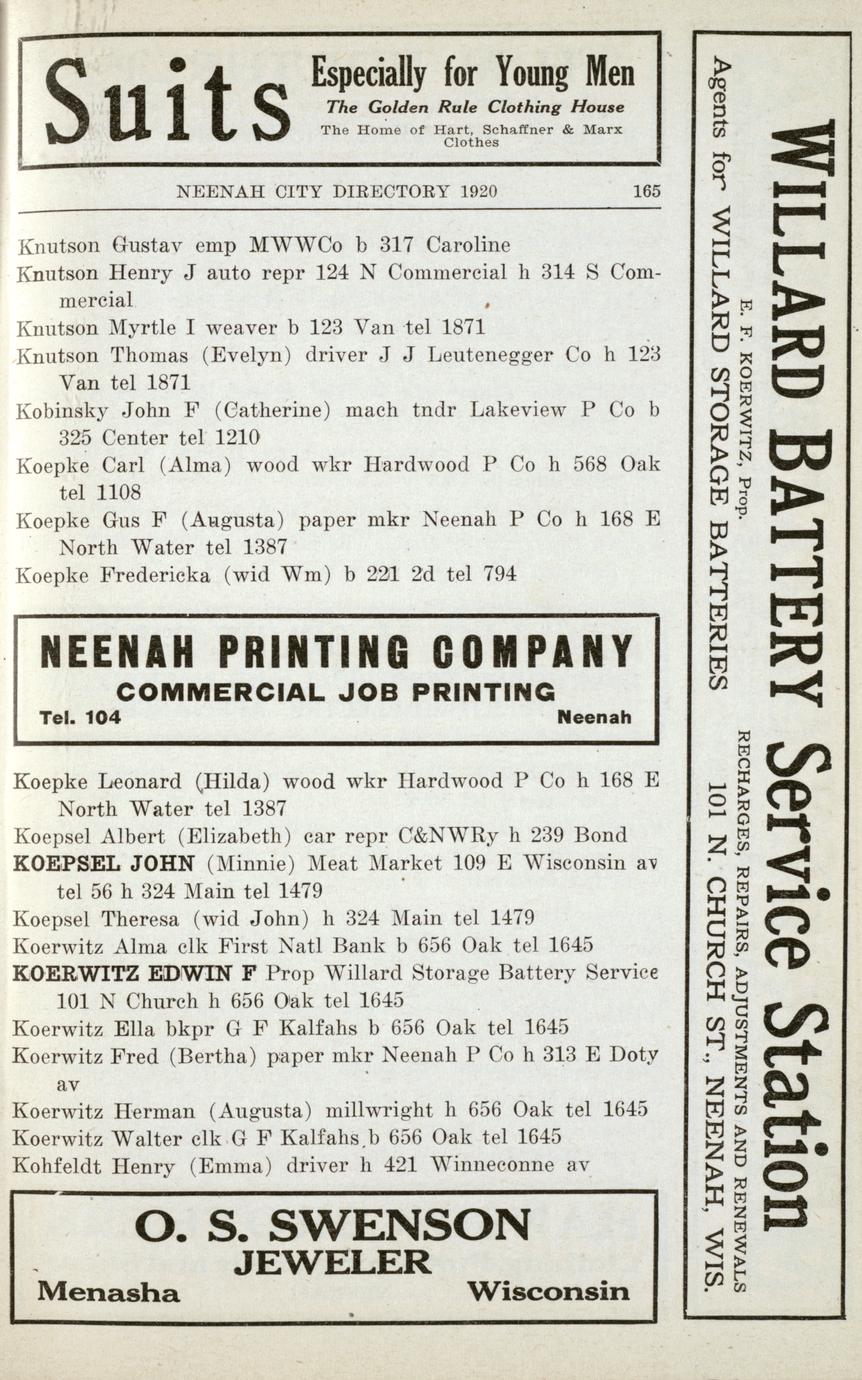 Suits
Especially for Young Men
The Golden Rule Clothing House
The Home of Hart, Schaffner & Marx
Clothes
NEENAH CITY DIRECTORY 1920 165
Knutson Gustav emp MWWCo b 317 Caroline
Knutson Henry J auto repr 124 N Commercial h 314 S Com-
mercial
Knutson Myrtle I weaver b 123 Van tel 1871
Knutson Thomas (Evelyn) driver J J Leutenegger Co h 123
Van tel 1871
Kobinsky John F (Catherine) mach tndr Lakeview P Co b
325 Center tel 1210
Koepke Carl (Alma) wood wkr Hardwood P Co h 568 Oak
tel 1108
Koepke Gus F (Augusta) paper mkr Neenah P Co h 168 E
North Water tel 1387
Koepke Fredericka (wid Wm) b 221 2d tel 794
NEENAH PRINTING COMPANY
COMMERCIAL JOB PRINTING
Tel. 104 Neenah
Koepke Leonard (Hilda) wood wkr Hardwood P Co h 168 E
North Water tel 1387
Koepsel Albert (Elizabeth) car repr C&NWRy h 239 Bond
KOEPSEL JOHN (Minnie) Meat Market 109 E Wisconsin av
tel 56 h 324 Main tel 1479
Koepsel Theresa (wid John) h 324 Main tel 1479
Koerwitz Alma clk First Natl Bank b 656 Oak tel 1645
KOERWITZ EDWIN F Prop Willard Storage Battery Service
101 N Church h 656 Oak tel 1645
Koerwitz Ella bkpr G F Kalfahs b 656 Oak tel 1645
Koerwitz Fred (Bertha) paper mkr Neenah P Co h 313 E Doty
av
Koerwitz Herman (Augusta) millwright h 656 Oak tel 1645
Koerwitz Walter clk G F Kalfahs b 656 Oak tel 1645
Kohfeldt Henry (Emma) driver h 421 Winneconne av
O. S. SWENSON
JEWELER
Menasha Wisconsin
WILLARD BATTERY Service Station
E. F. KOERWITZ, Prop. RECHARGES, REPAIRS, ADJUSTMENTS AND RENEWALS
Agents for WILLARD STORAGE BATTERIES 101 N. CHURCH ST., NEENAH, WIS.